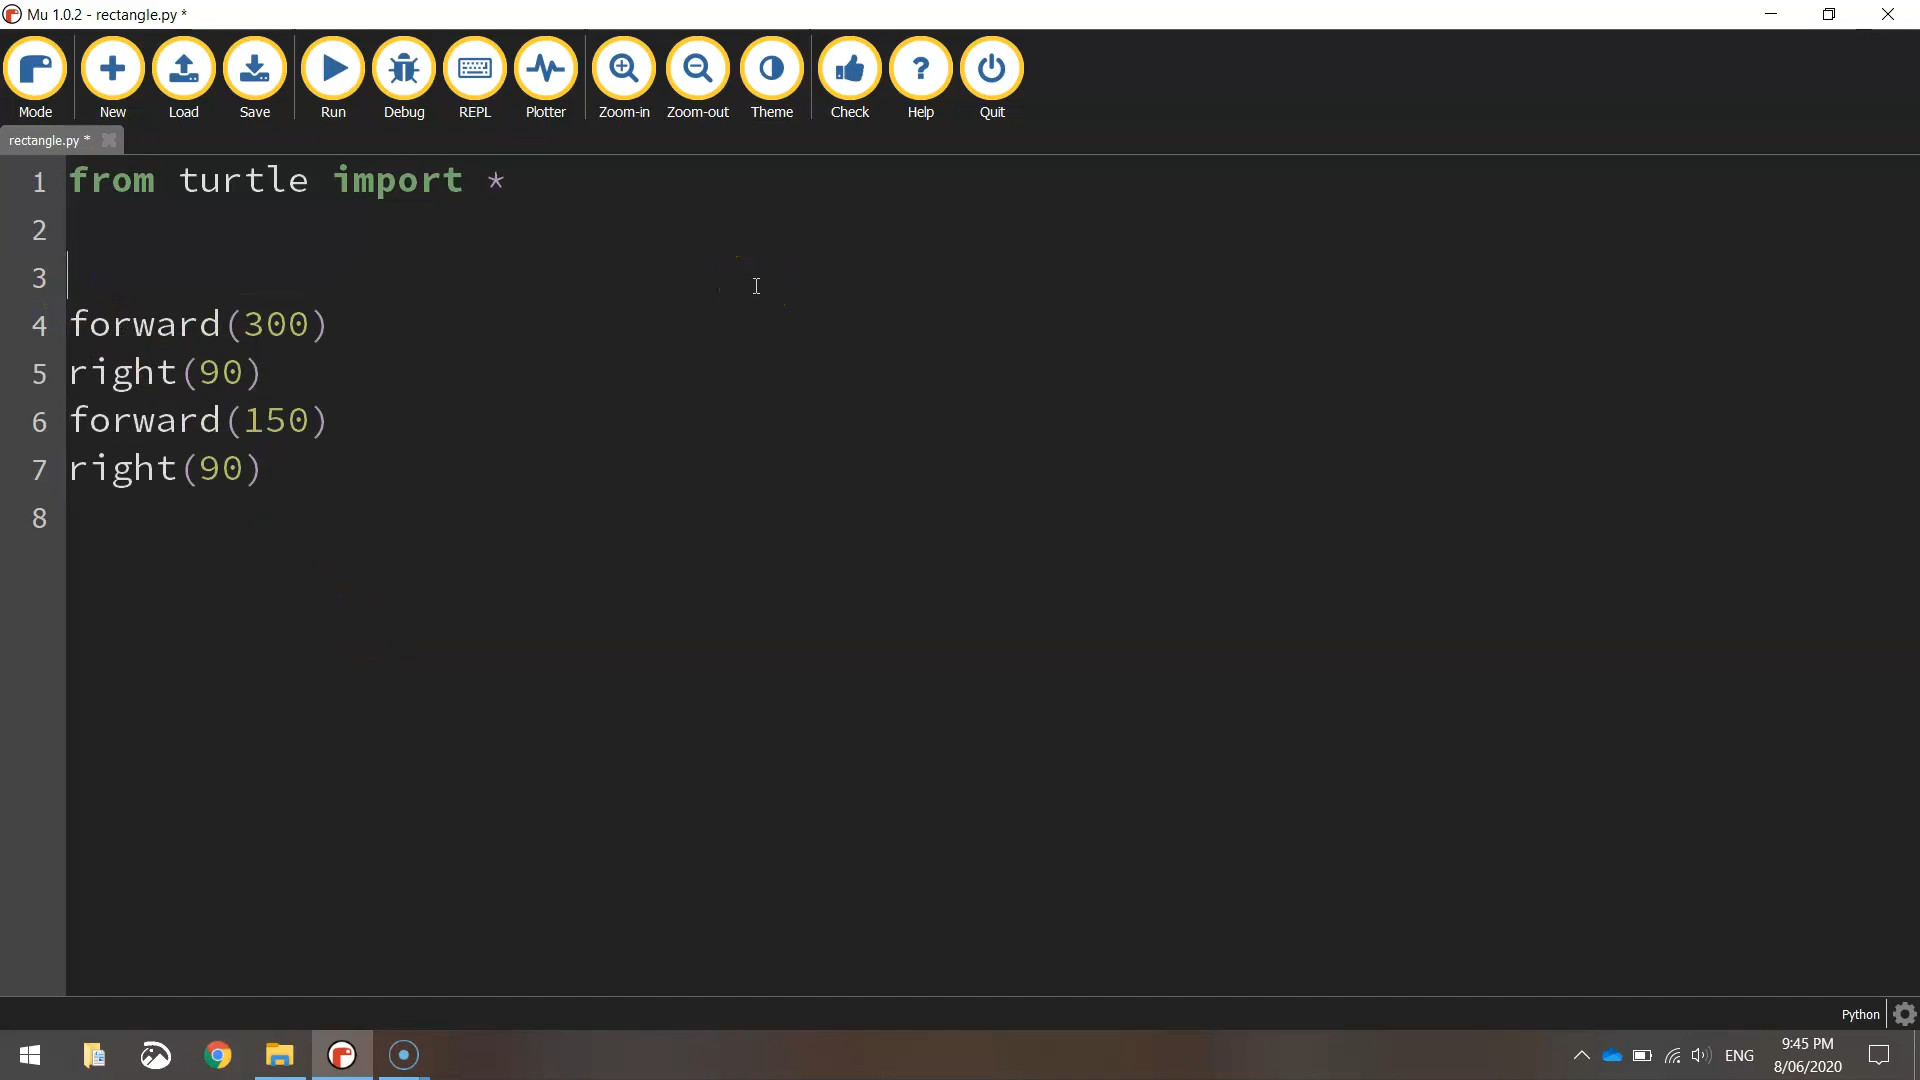 Mu 1.0.2 - rectangle.py *
Mode New Load Save Run Debug REPL Plotter Zoom-in Zoom-out Theme Check Help Quit
rectangle.py *
1 from turtle import *
2
3
4 forward(300)
5 right(90)
6 forward(150)
7 right(90)
8
Python
ENG 9:45 PM
8/06/2020